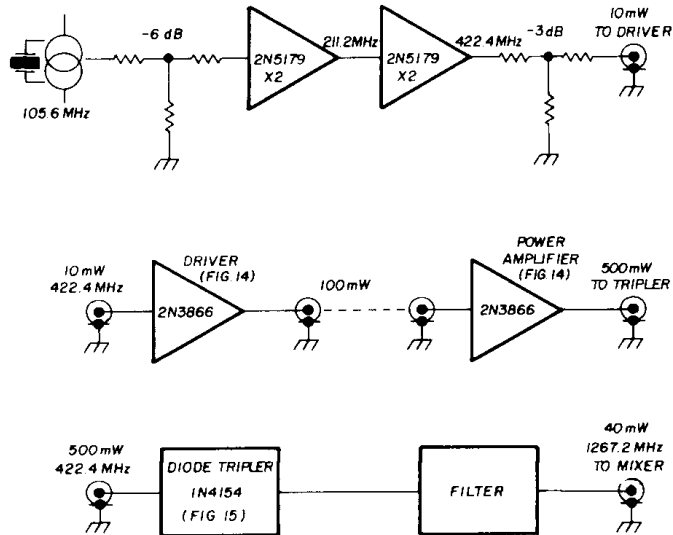 -6 dB
211.2MHz
422.4MHz
-3 dB
10mW
TO DRIVER
2N5179
X2
2N5179
X2
105.6 MHz
10mW
422.4 MHz
DRIVER
(FIG. 14)
2N3866
100mW
POWER
AMPLIFIER
(FIG. 14)
2N3866
500mW
TO TRIPLER
500mW
422.4 MHz
DIODE TRIPLER
1N4154
(FIG 15)
FILTER
40mW
1267.2 MHz
TO MIXER